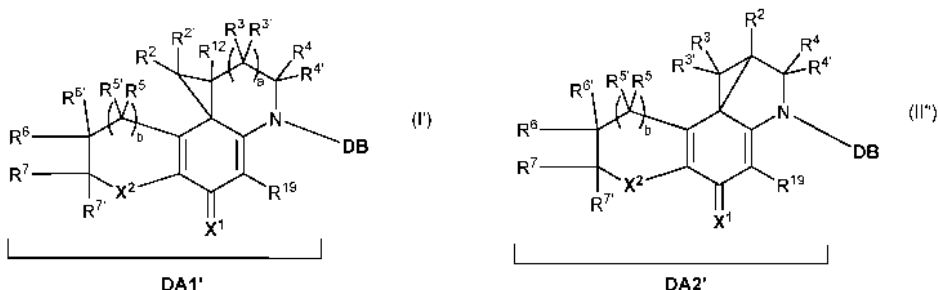 R² R²' R¹² R³ R³' R⁴ R⁴' a
R⁵' R⁵ b R⁶' R⁶ R⁷ R⁷' X² X¹ R¹⁹ N DB
(I')
DA1'
R² R³ R³' R⁴ R⁴'
R⁵' R⁵ b R⁶' R⁶ R⁷ R⁷' X² X¹ R¹⁹ N DB
(II")
DA2'